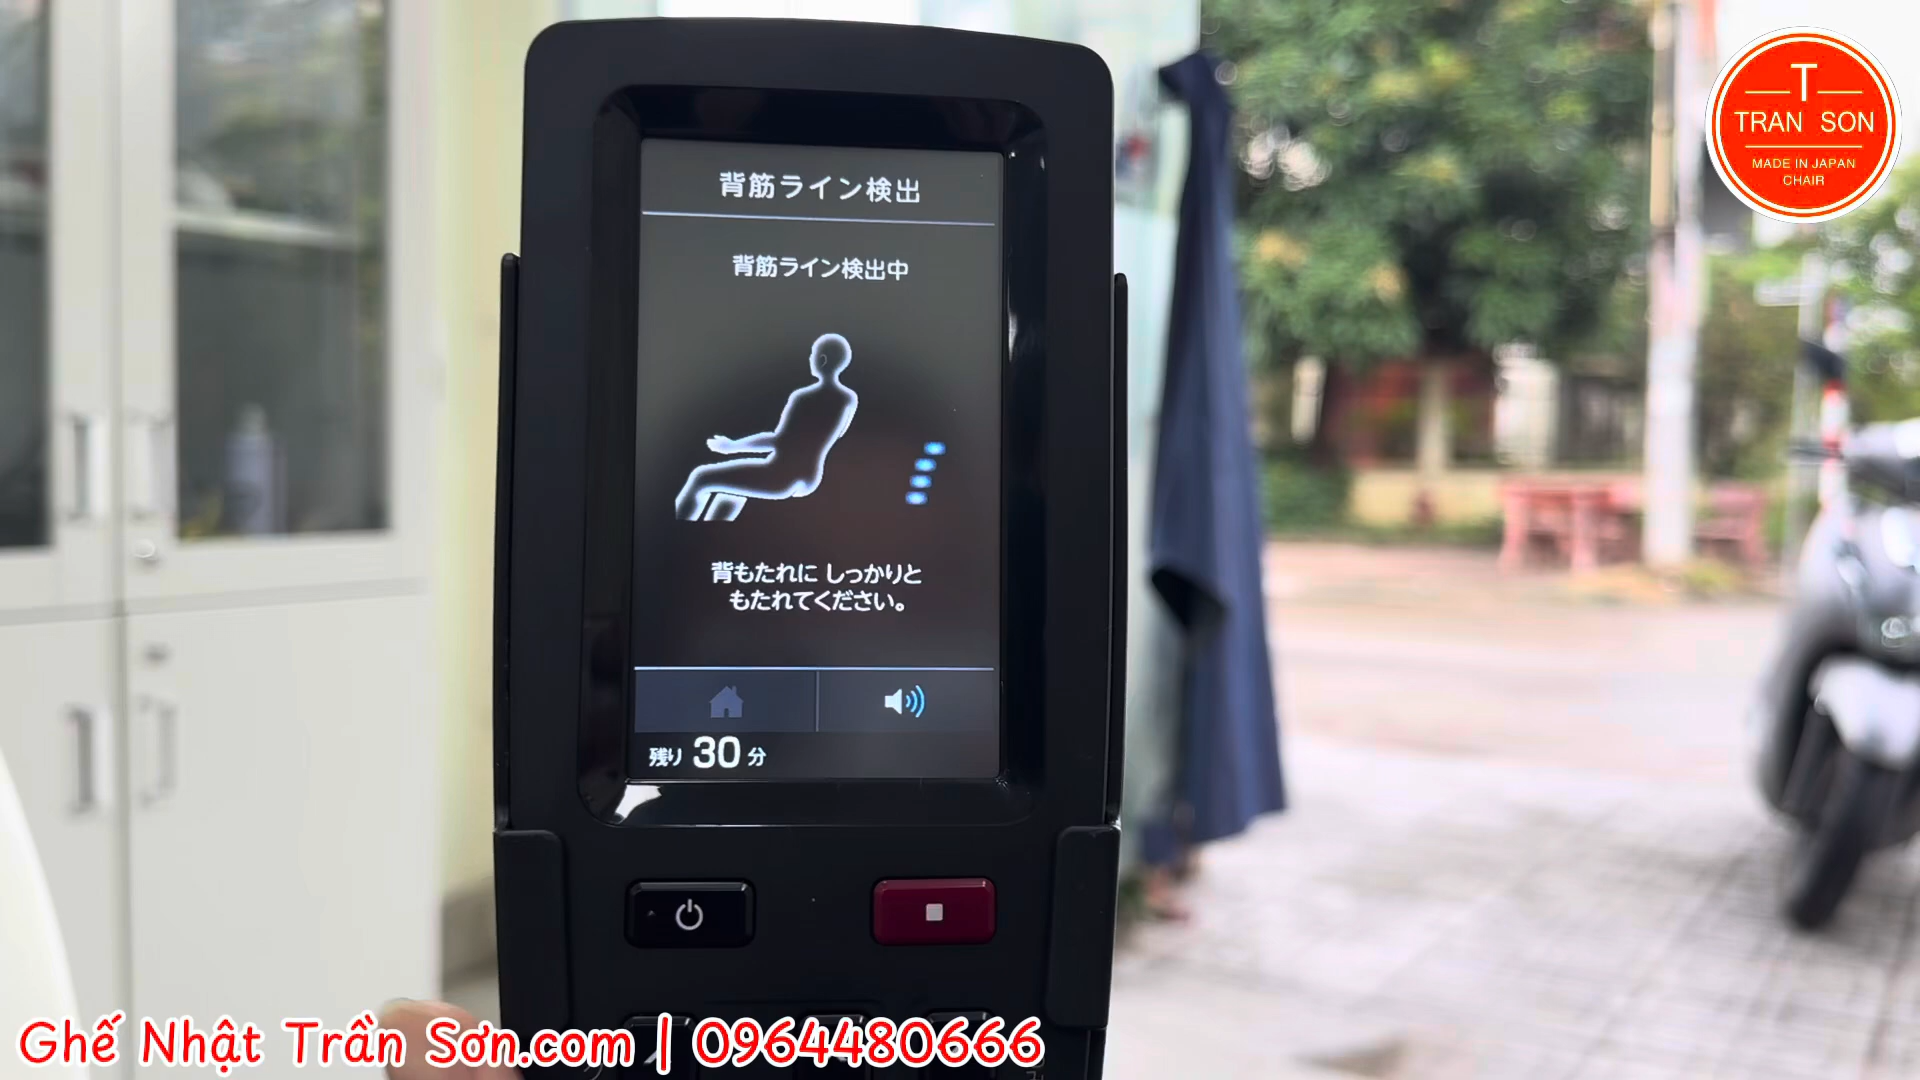 背筋ライン検出
背筋ライン検出中
背もたれに しっかりと
もたれてください。
残り 30 分
T
TRAN SON
MADE IN JAPAN
CHAIR
Ghế Nhật Trần Sơn.com | 0964480666